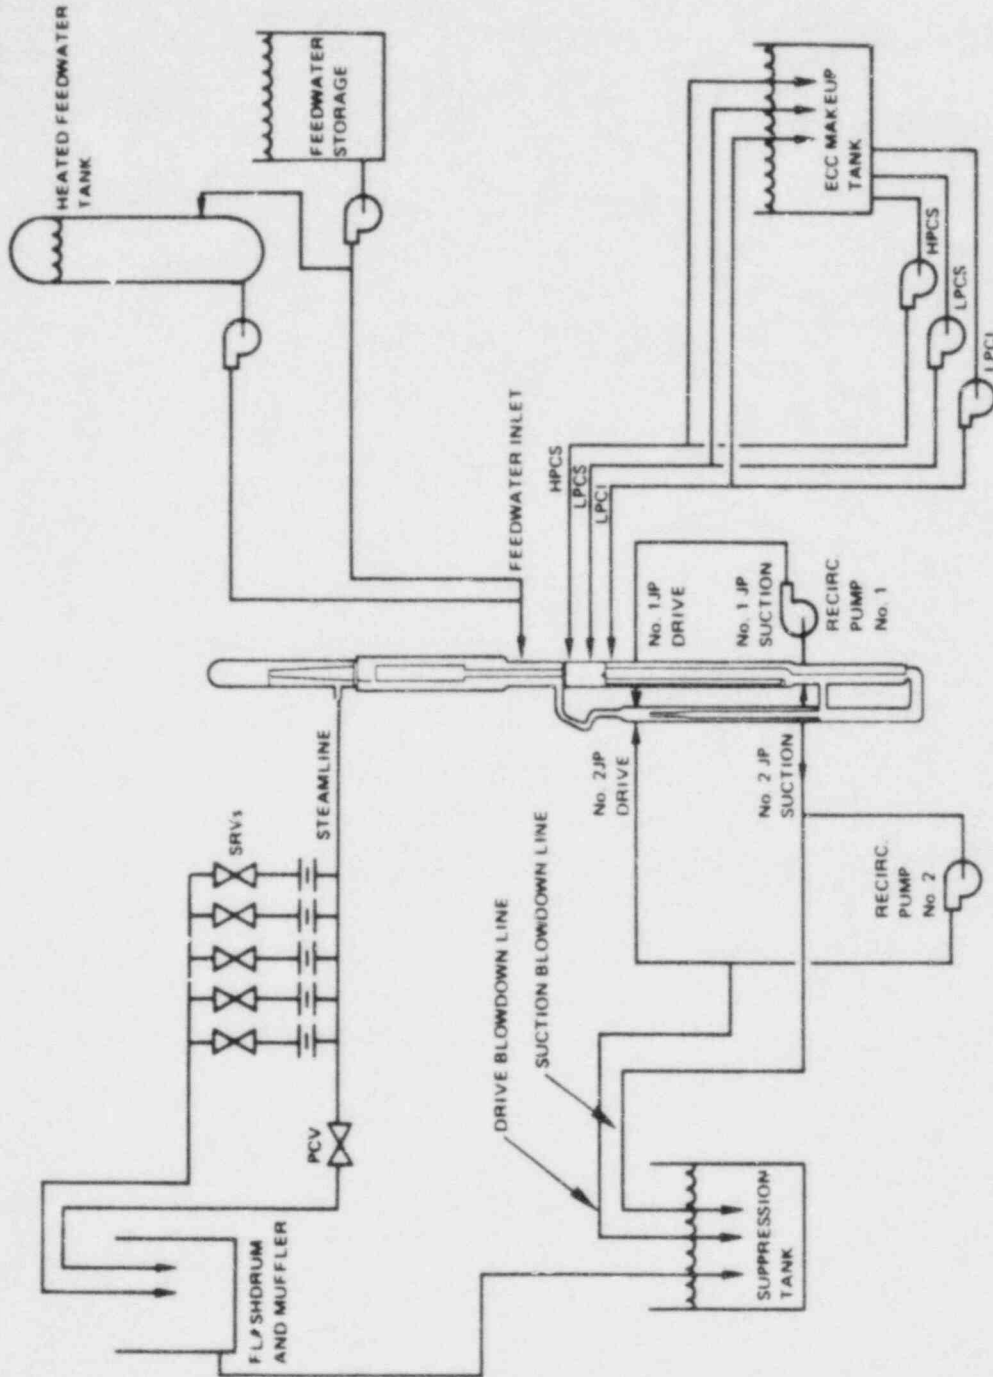 HEATED FEEDWATER
TANK
FEEDWATER
STORAGE
ECC MAKEUP
TANK
HPCS
LPCS
LPCI
FEEDWATER INLET
HPCS
LPCS
LPCI
No. 1 JP
DRIVE
No. 1 JP
SUCTION
RECIRC.
PUMP
No. 1
No. 2 JP
DRIVE
No. 2 JP
SUCTION
RECIRC.
PUMP
No. 2
STEAMLINE
SRVs
PCV
DRIVE BLOWDOWN LINE
SUCTION BLOWDOWN LINE
FLASHDRUM
AND MUFFLER
SUPPRESSION
TANK